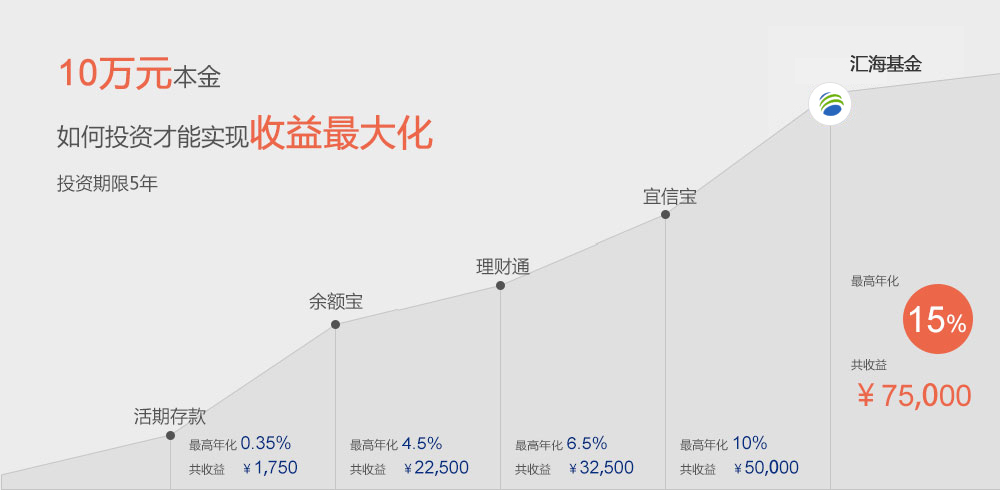 10万元本金
如何投资才能实现收益最大化
投资期限5年
汇海基金
宜信宝
理财通
余额宝
活期存款
最高年化 0.35%
共收益 ¥1,750
最高年化 4.5%
共收益 ¥22,500
最高年化 6.5%
共收益 ¥32,500
最高年化 10%
共收益 ¥50,000
最高年化
15%
共收益
¥75,000